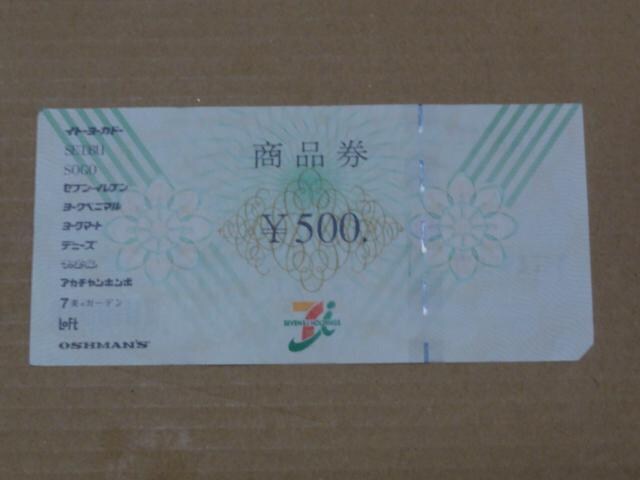 イトーヨーカドー
SEIBU
SOGO
セブン-イレブン
ヨークベニマル
ヨークマート
デニーズ
アカチャンホンポ
7美のガーデン
Loft
OSHMAN'S
商品券
¥500.
SEVEN & i HOLDINGS